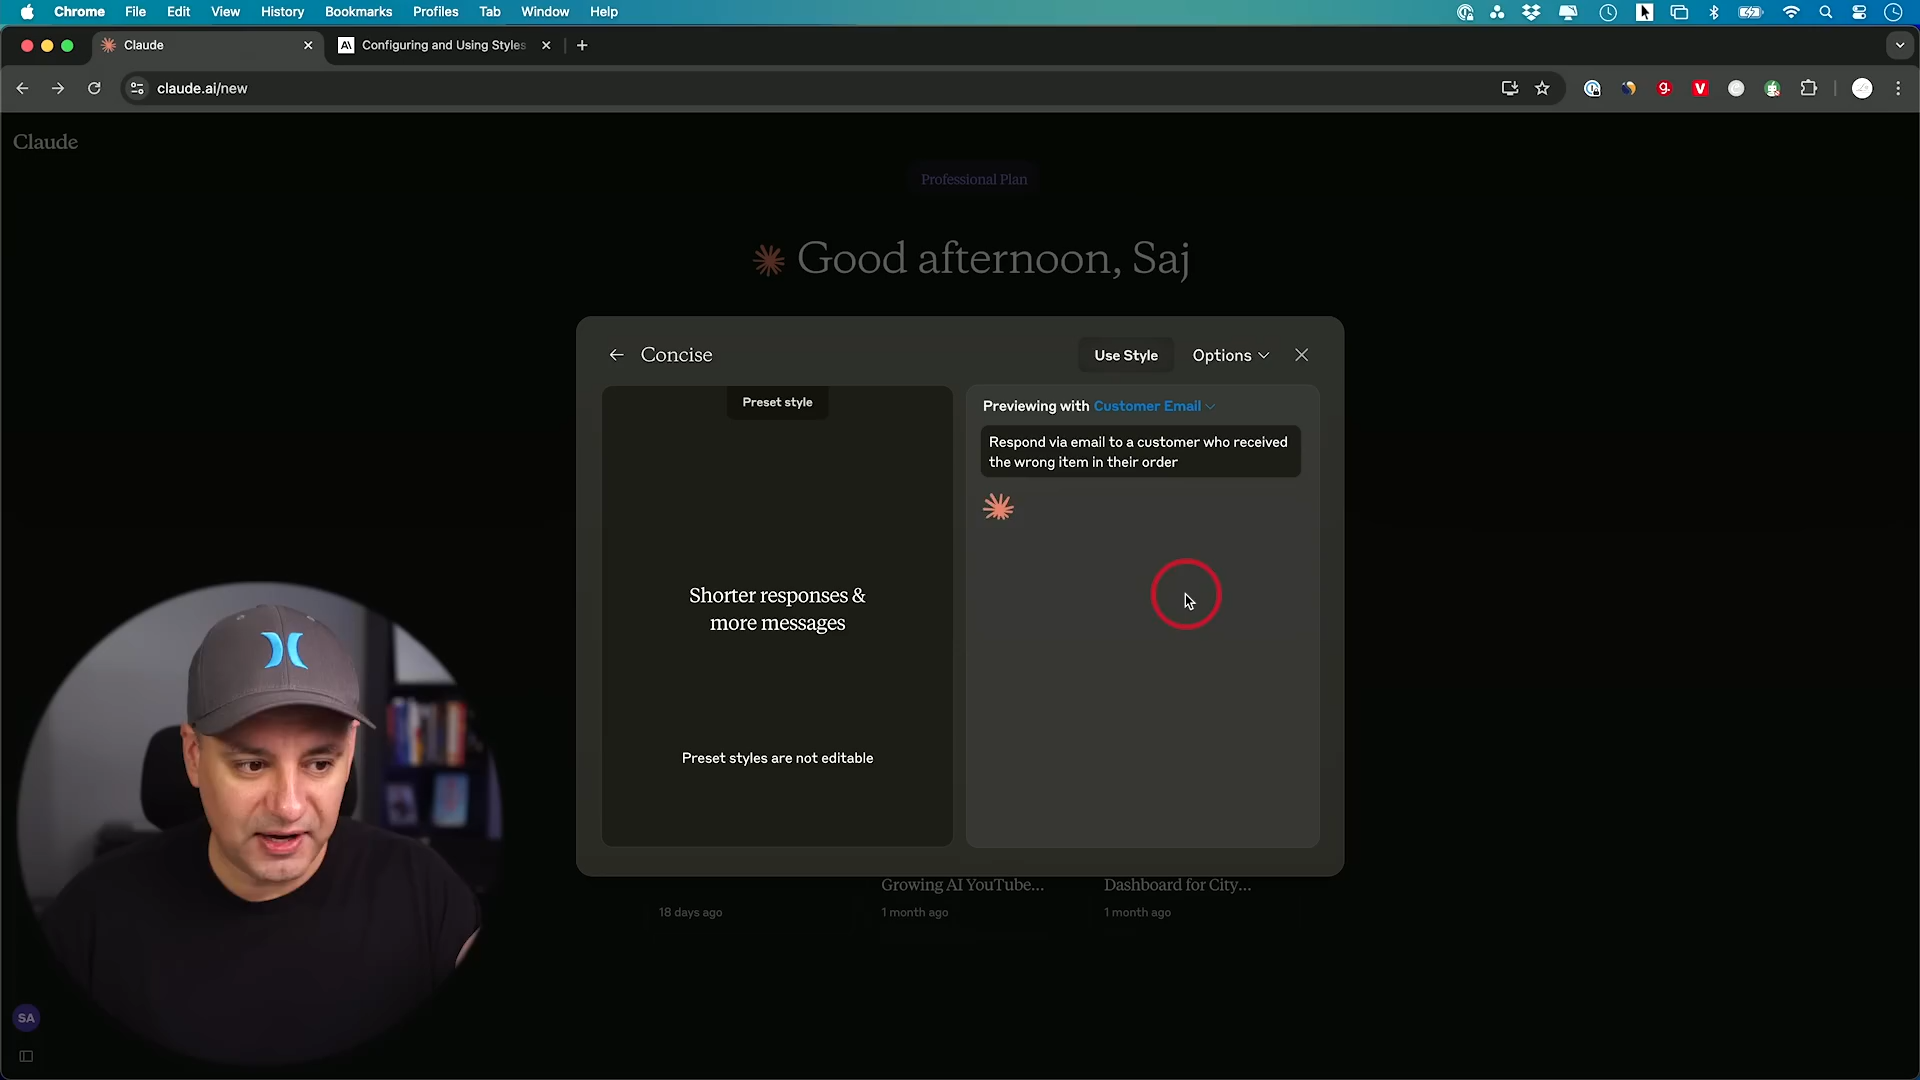 Chrome File Edit View History Bookmarks Profiles Tab Window Help
Claude
Configuring and Using Styles
claude.ai/new
Claude
Professional Plan
Good afternoon, Saj
Concise
Use Style
Options
Preset style
Shorter responses &
more messages
Preset styles are not editable
Previewing with Customer Email
Respond via email to a customer who received
the wrong item in their order
Growing AI YouTube...
Dashboard for City...
18 days ago
1 month ago
1 month ago
SA